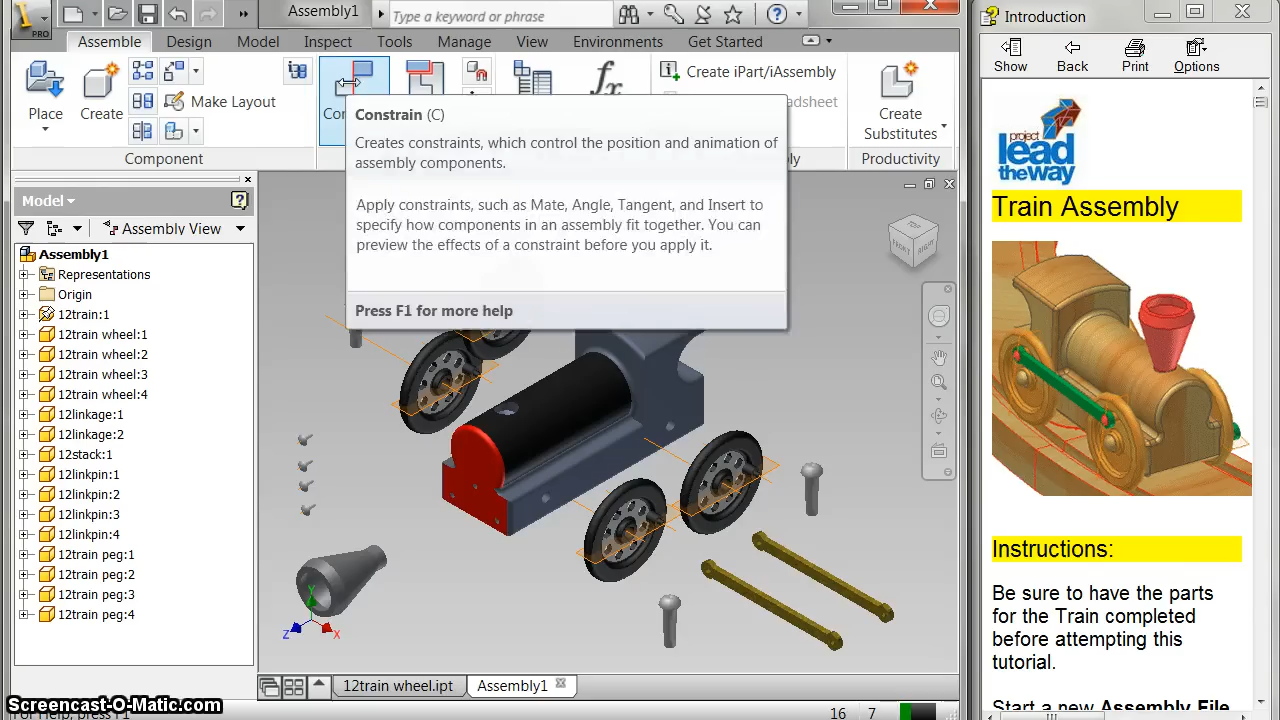 PRO
Assembly1
Type a keyword or phrase
Assemble
Design
Model
Inspect
Tools
Manage
View
Environments
Get Started
Place
Create
Make Layout
Component
Create iPart/iAssembly
Create
Substitutes
Productivity
Constrain (C)
Creates constraints, which control the position and animation of
assembly components.
Apply constraints, such as Mate, Angle, Tangent, and Insert to
specify how components in an assembly fit together. You can
preview the effects of a constraint before you apply it.
Press F1 for more help
Model
Assembly View
Assembly1
Representations
Origin
12train:1
12train wheel:1
12train wheel:2
12train wheel:3
12train wheel:4
12linkage:1
12linkage:2
12stack:1
12linkpin:1
12linkpin:2
12linkpin:3
12linkpin:4
12train peg:1
12train peg:2
12train peg:3
12train peg:4
TOP
FRONT
RIGHT
Y
Z
X
12train wheel.ipt
Assembly1
16
7
Screencast-O-Matic.com
Introduction
Show
Back
Print
Options
project
lead
the way
Train Assembly
Instructions:
Be sure to have the parts
for the Train completed
before attempting this
tutorial.
Start a new Assembly File